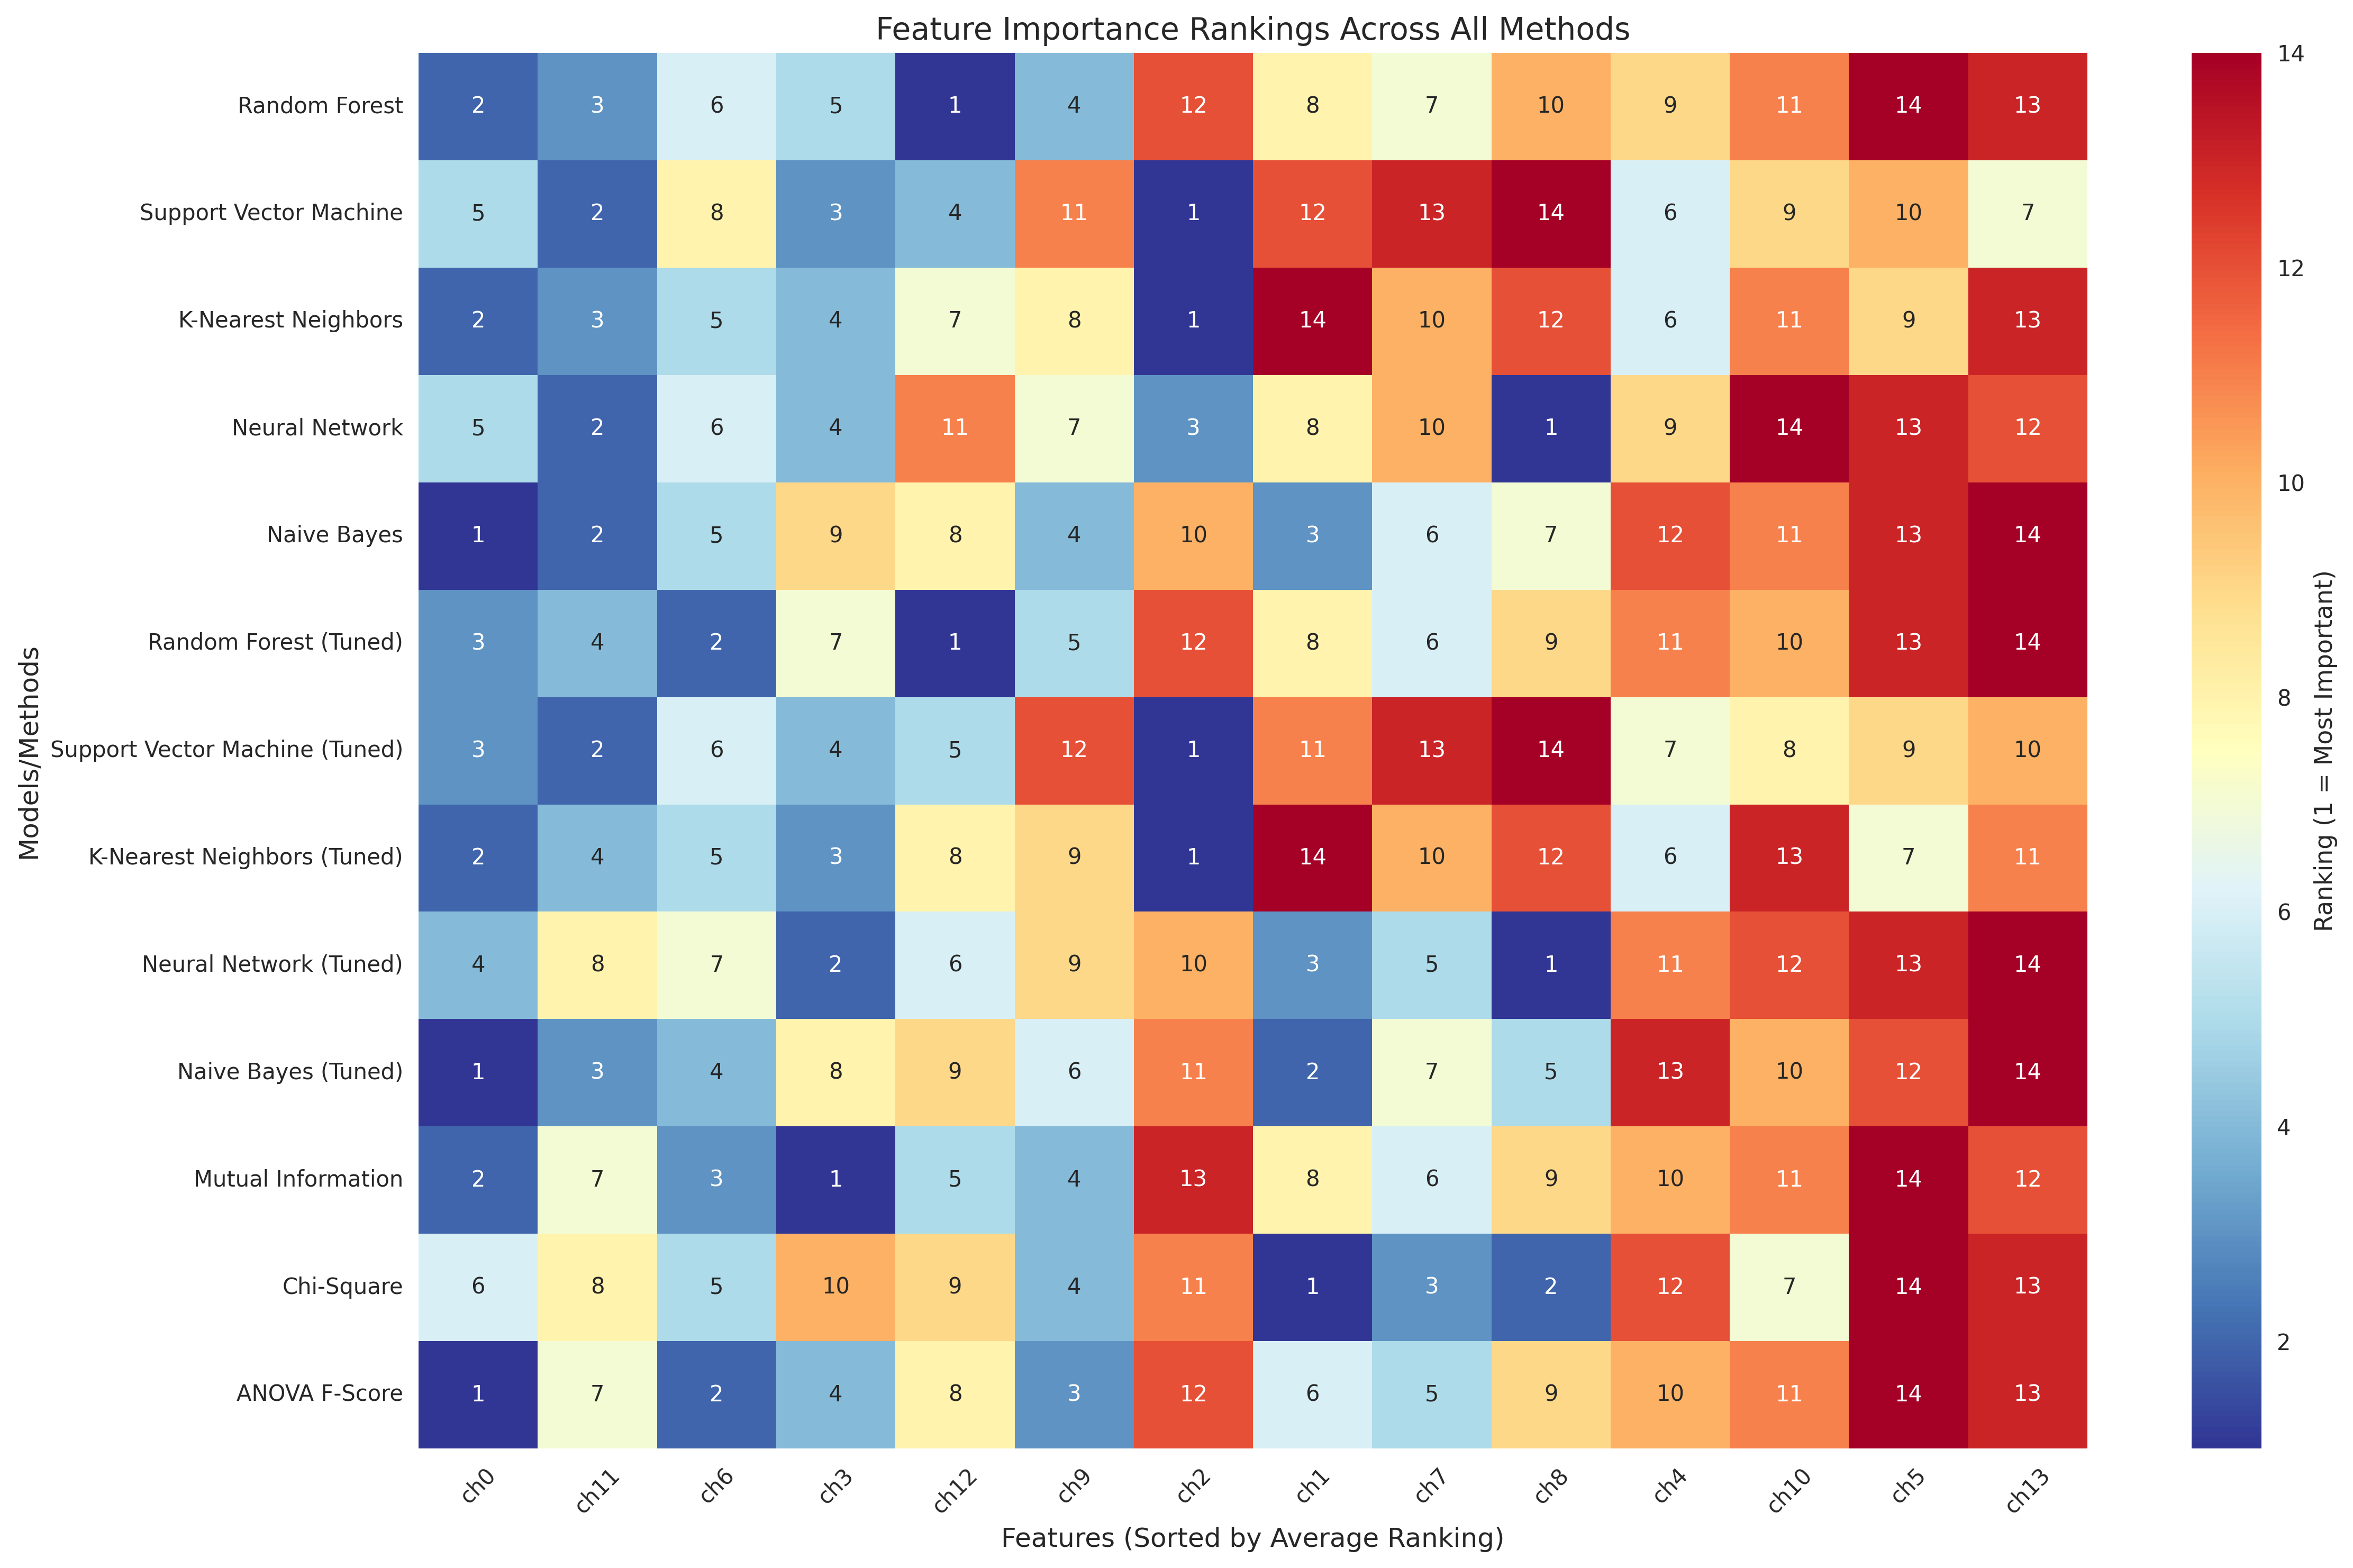 Feature Importance Rankings Across All Methods
Random Forest 2 3 6 5 1 4 12 8 7 10 9 11 14 13
Support Vector Machine 5 2 8 3 4 11 1 12 13 14 6 9 10 7
K-Nearest Neighbors 2 3 5 4 7 8 1 14 10 12 6 11 9 13
Neural Network 5 2 6 4 11 7 3 8 10 1 9 14 13 12
Naive Bayes 1 2 5 9 8 4 10 3 6 7 12 11 13 14
Random Forest (Tuned) 3 4 2 7 1 5 12 8 6 9 11 10 13 14
Support Vector Machine (Tuned) 3 2 6 4 5 12 1 11 13 14 7 8 9 10
K-Nearest Neighbors (Tuned) 2 4 5 3 8 9 1 14 10 12 6 13 7 11
Neural Network (Tuned) 4 8 7 2 6 9 10 3 5 1 11 12 13 14
Naive Bayes (Tuned) 1 3 4 8 9 6 11 2 7 5 13 10 12 14
Mutual Information 2 7 3 1 5 4 13 8 6 9 10 11 14 12
Chi-Square 6 8 5 10 9 4 11 1 3 2 12 7 14 13
ANOVA F-Score 1 7 2 4 8 3 12 6 5 9 10 11 14 13
ch0 ch11 ch6 ch3 ch12 ch9 ch2 ch1 ch7 ch8 ch4 ch10 ch5 ch13
Features (Sorted by Average Ranking)
Models/Methods
14
12
10
8
6
4
2
Ranking (1 = Most Important)